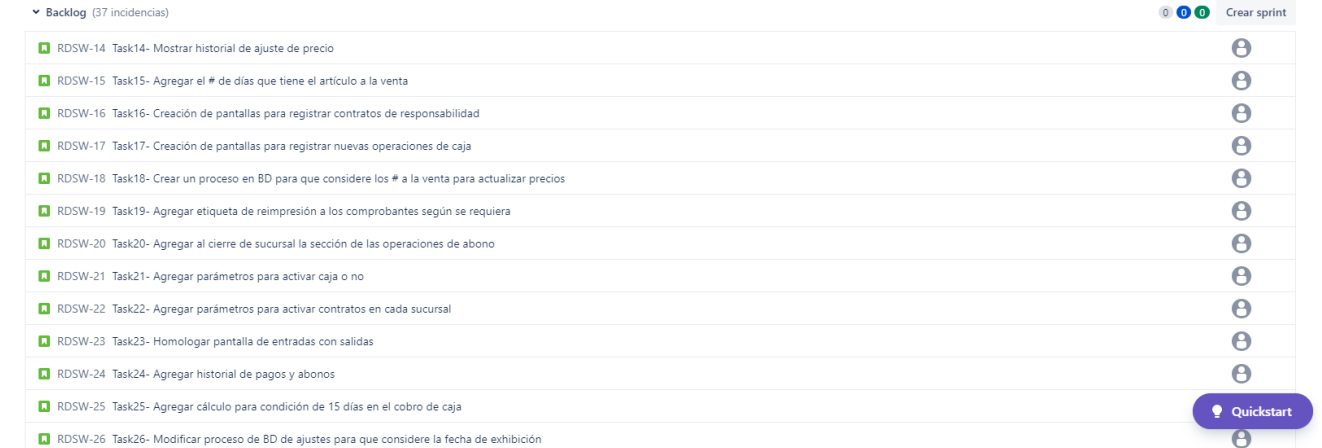 Backlog (37 incidencias) 0 0 0 Crear sprint
RDSW-14 Task14- Mostrar historial de ajuste de precio
RDSW-15 Task15- Agregar el # de días que tiene el artículo a la venta
RDSW-16 Task16- Creación de pantallas para registrar contratos de responsabilidad
RDSW-17 Task17- Creación de pantallas para registrar nuevas operaciones de caja
RDSW-18 Task18- Crear un proceso en BD para que considere los # a la venta para actualizar precios
RDSW-19 Task19- Agregar etiqueta de reimpresión a los comprobantes según se requiera
RDSW-20 Task20- Agregar al cierre de sucursal la sección de las operaciones de abono
RDSW-21 Task21- Agregar parámetros para activar caja o no
RDSW-22 Task22- Agregar parámetros para activar contratos en cada sucursal
RDSW-23 Task23- Homologar pantalla de entradas con salidas
RDSW-24 Task24- Agregar historial de pagos y abonos
RDSW-25 Task25- Agregar cálculo para condición de 15 días en el cobro de caja
Quickstart
RDSW-26 Task26- Modificar proceso de BD de ajustes para que considere la fecha de exhibición